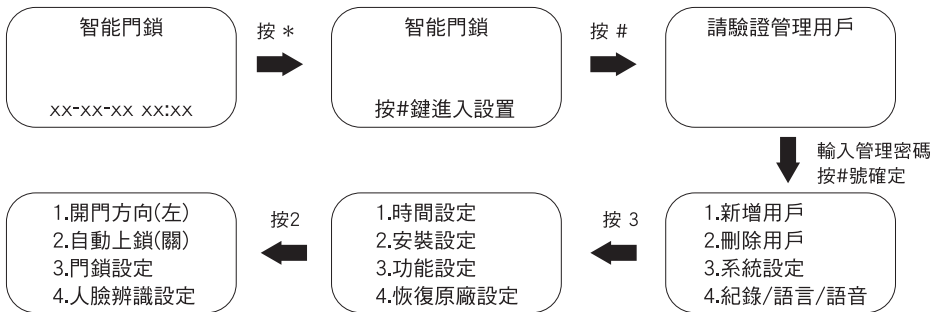 智能門鎖
xx-xx-xx xx:xx
按 *
智能門鎖
按#鍵進入設置
按 #
請驗證管理用戶
輸入管理密碼
按#號確定
1.新增用戶
2.刪除用戶
3.系統設定
4.紀錄/語言/語音
按 3
1.時間設定
2.安裝設定
3.功能設定
4.恢復原廠設定
按2
1.開門方向(左)
2.自動上鎖(關)
3.門鎖設定
4.人臉辨識設定